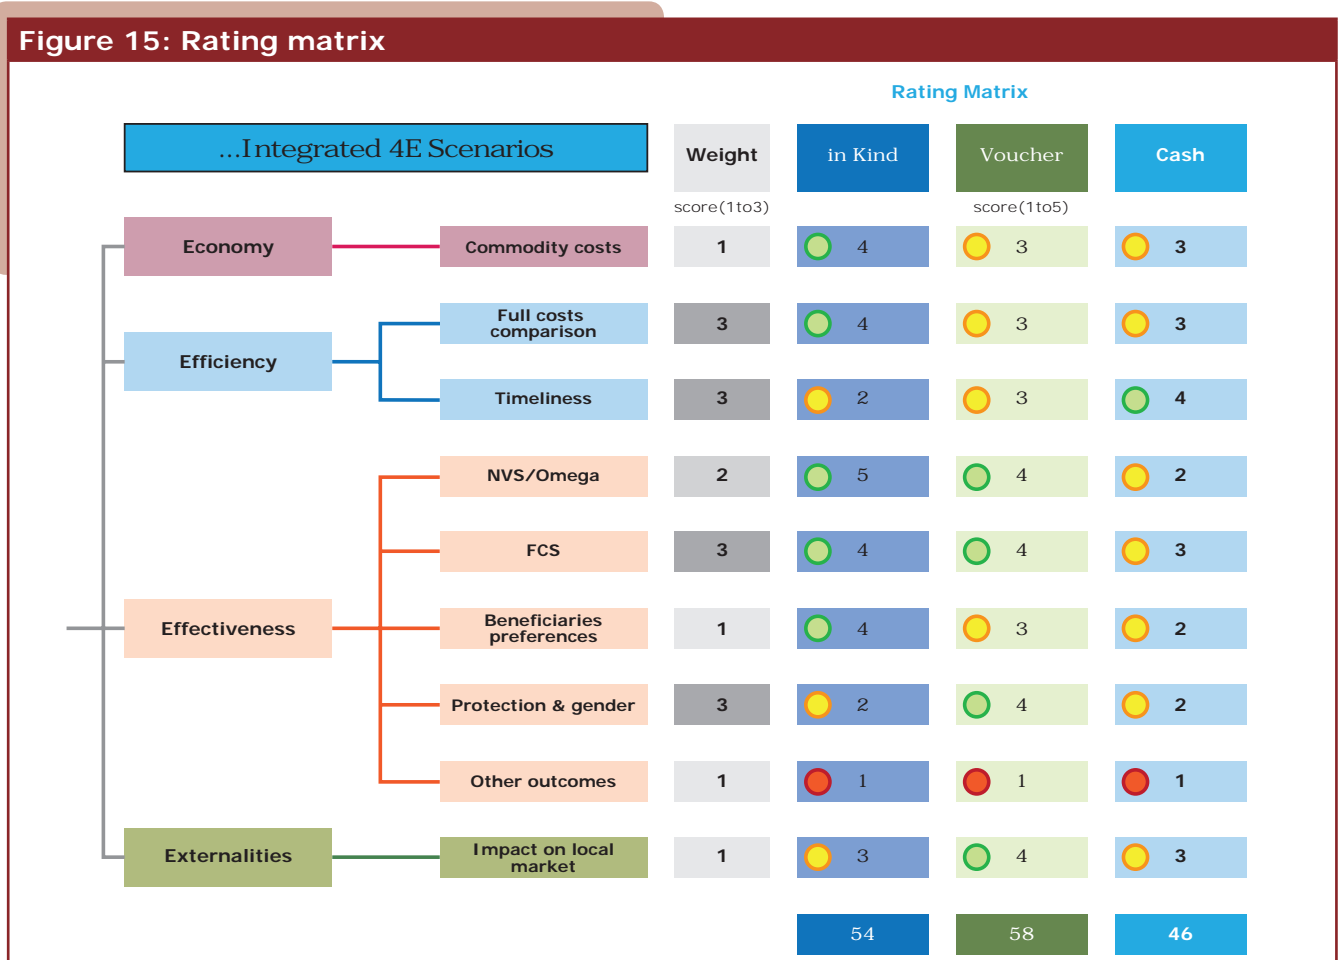 Figure 15: Rating matrix
Rating Matrix
...Integrated 4E Scenarios
Weight
in Kind
Voucher
Cash
score(1to3)
score(1to5)
Economy
Commodity costs
1
4
3
3
Full costs
comparison
3
4
3
3
Efficiency
Timeliness
3
2
3
4
NVS/Omega
2
5
4
2
FCS
3
4
4
3
Effectiveness
Beneficiaries
preferences
1
4
3
2
Protection & gender
3
2
4
2
Other outcomes
1
1
1
1
Externalities
Impact on local
market
1
3
4
3
54
58
46